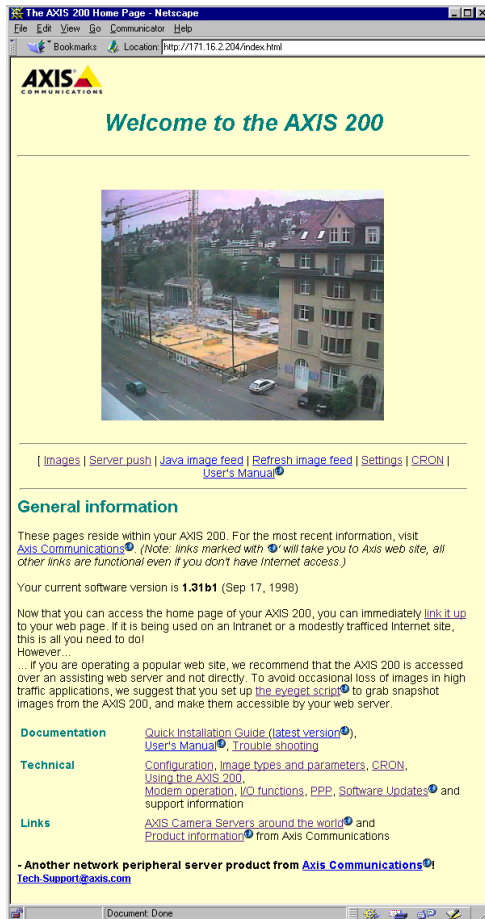 The AXIS 200 Home Page - Netscape
File Edit View Go Communicator Help
Bookmarks Location: http://171.16.2.204/index.html
AXIS
COMMUNICATIONS
Welcome to the AXIS 200
[ Images | Server push | Java image feed | Refresh image feed | Settings | CRON |
User's Manual
General information
These pages reside within your AXIS 200. For the most recent information, visit
Axis Communications. (Note: links marked with ' ' will take you to Axis web site, all
other links are functional even if you don't have Internet access.)
Your current software version is 1.31b1 (Sep 17, 1998)
Now that you can access the home page of your AXIS 200, you can immediately link it up
to your web page. If it is being used on an Intranet or a modestly trafficed Internet site,
this is all you need to do!
However...
... if you are operating a popular web site, we recommend that the AXIS 200 is accessed
over an assisting web server and not directly. To avoid occasional loss of images in high
traffic applications, we suggest that you set up the eyeget script to grab snapshot
images from the AXIS 200, and make them accessible by your web server.
Documentation Quick Installation Guide (latest version),
User's Manual, Trouble shooting
Technical Configuration, Image types and parameters, CRON,
Using the AXIS 200,
Modem operation, I/O functions, PPP, Software Updates and
support information
Links AXIS Camera Servers around the world and
Product information from Axis Communications
- Another network peripheral server product from Axis Communications!
Tech-Support@axis.com
Document: Done